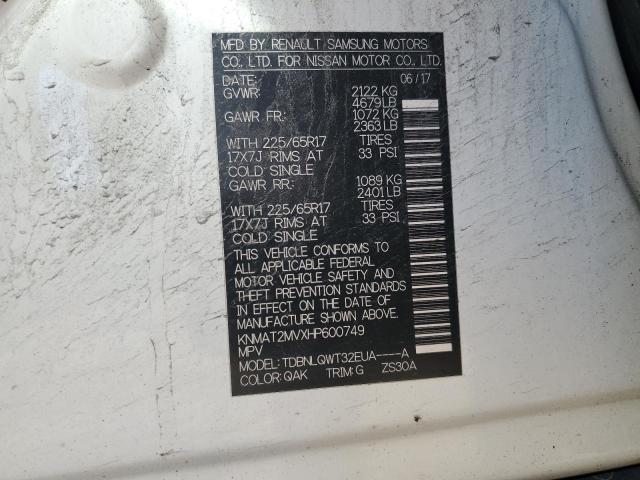 MFD BY RENAULT SAMSUNG MOTORS
CO., LTD. FOR NISSAN MOTOR CO., LTD.
DATE: 06/17
GVWR: 2122 KG
4679 LB
GAWR FR: 1072 KG
2363 LB
WITH 225/65R17 TIRES
17X7J RIMS AT 33 PSI
COLD SINGLE
GAWR RR: 1089 KG
2401 LB
WITH 225/65R17 TIRES
17X7J RIMS AT 33 PSI
COLD SINGLE
THIS VEHICLE CONFORMS TO
ALL APPLICABLE FEDERAL
MOTOR VEHICLE SAFETY AND
THEFT PREVENTION STANDARDS
IN EFFECT ON THE DATE OF
MANUFACTURE SHOWN ABOVE.
KNMAT2MVXHP600749
MPV
MODEL: TDBNLQWT32EUA----A
COLOR: QAK TRIM: G ZS30A